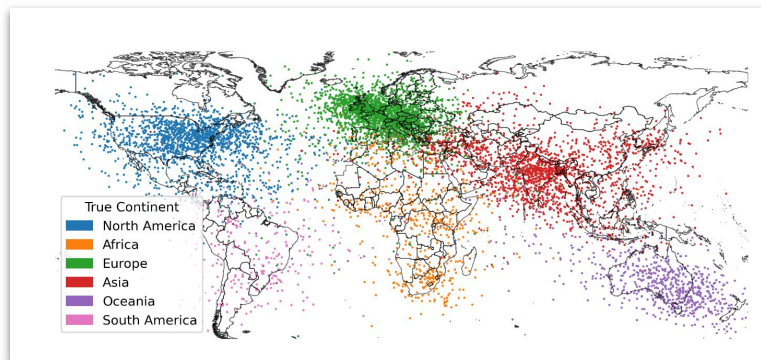 True Continent
North America
Africa
Europe
Asia
Oceania
South America